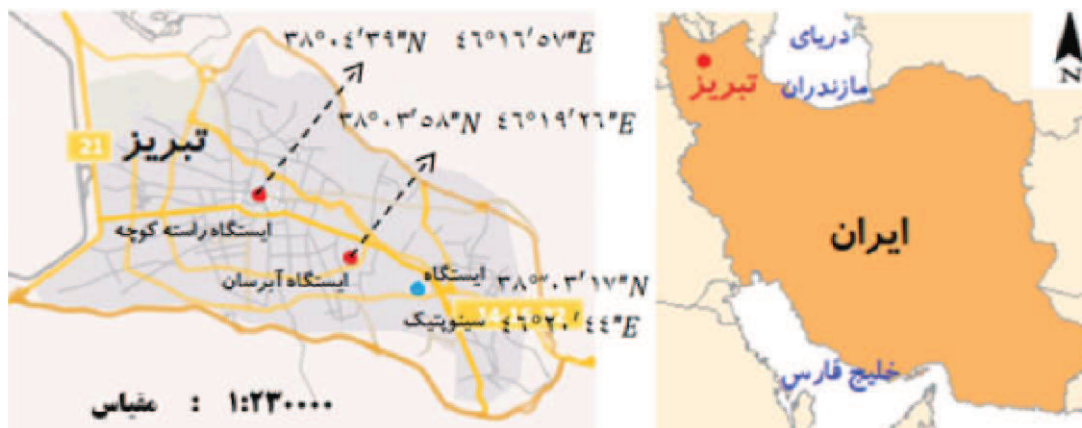 ۳۸°۰۴′۳۹″N ۴۶°۱۶′۵۷″E
۳۸°۰۳′۵۸″N ۴۶°۱۹′۲۶″E
21
تبریز
ایستگاه راسته کوچه
ایستگاه آبرسان
ایستگاه
سینوپتیک
۳۸°۰۳′۱۷″N
۴۶°۲۰′۴۴″E
مقیاس : ۱:۲۳۰۰۰۰
دریای
مازندران
تبریز
ایران
خلیج فارس
N